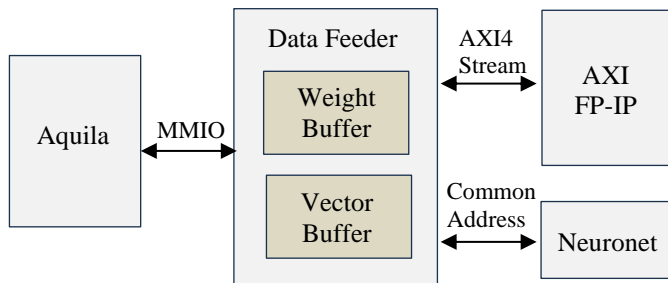 Data Feeder
Weight
Buffer
Vector
Buffer
Aquila
MMIO
AXI4
Stream
AXI
FP-IP
Common
Address
Neuronet